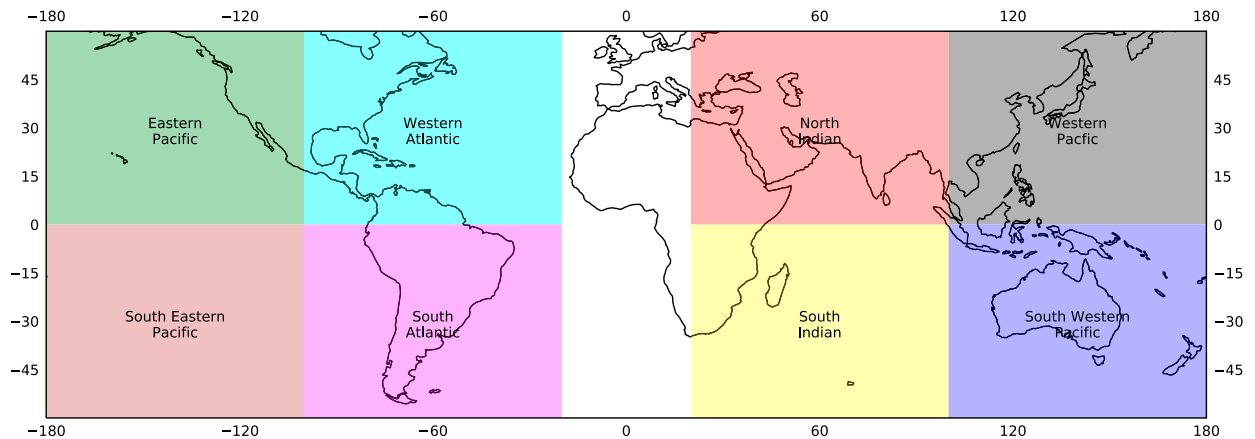 −180 −120 −60 0 60 120 180
45 45
Eastern Pacific
Western Atlantic
North Indian
Western Pacfic
30 30
15 15
0 0
−15 −15
South Eastern Pacific
South Atlantic
South Indian
South Western Pacific
−30 −30
−45 −45
−180 −120 −60 0 60 120 180